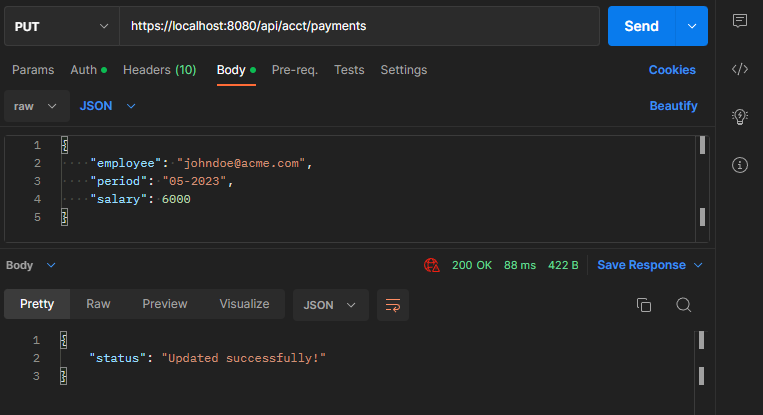 PUT https://localhost:8080/api/acct/payments Send
Params Auth Headers (10) Body Pre-req. Tests Settings Cookies
raw JSON Beautify
1 {
2 "employee": "johndoe@acme.com",
3 "period": "05-2023",
4 "salary": 6000
5 }
Body 200 OK 88 ms 422 B Save Response
Pretty Raw Preview Visualize JSON
1 {
2 "status": "Updated successfully!"
3 }